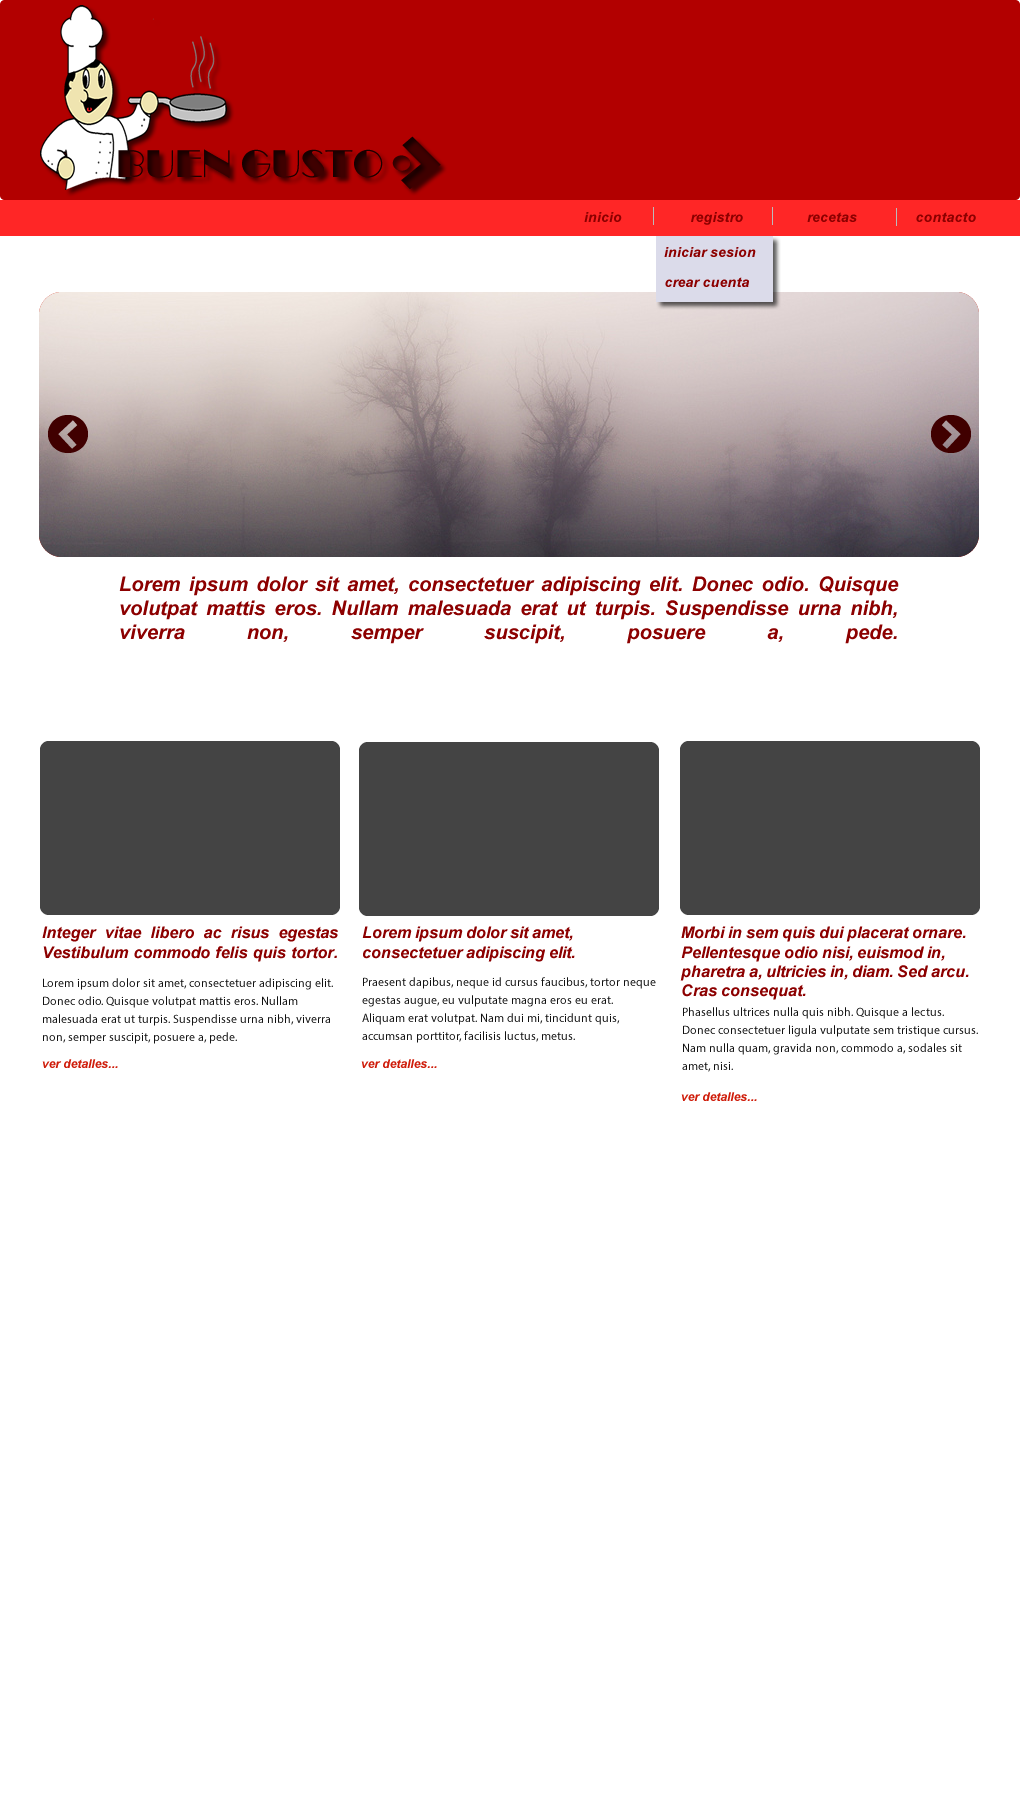 BUEN GUSTO
inicio registro recetas contacto
iniciar sesion
crear cuenta
Lorem ipsum dolor sit amet, consectetuer adipiscing elit. Donec odio. Quisque
volutpat mattis eros. Nullam malesuada erat ut turpis. Suspendisse urna nibh,
viverra non, semper suscipit, posuere a, pede.
Integer vitae libero ac risus egestas
Vestibulum commodo felis quis tortor.
Lorem ipsum dolor sit amet, consectetuer adipiscing elit.
Donec odio. Quisque volutpat mattis eros. Nullam
malesuada erat ut turpis. Suspendisse urna nibh, viverra
non, semper suscipit, posuere a, pede.
ver detalles...
Lorem ipsum dolor sit amet,
consectetuer adipiscing elit.
Praesent dapibus, neque id cursus faucibus, tortor neque
egestas augue, eu vulputate magna eros eu erat.
Aliquam erat volutpat. Nam dui mi, tincidunt quis,
accumsan porttitor, facilisis luctus, metus.
ver detalles...
Morbi in sem quis dui placerat ornare.
Pellentesque odio nisi, euismod in,
pharetra a, ultricies in, diam. Sed arcu.
Cras consequat.
Phasellus ultrices nulla quis nibh. Quisque a lectus.
Donec consectetuer ligula vulputate sem tristique cursus.
Nam nulla quam, gravida non, commodo a, sodales sit
amet, nisi.
ver detalles...